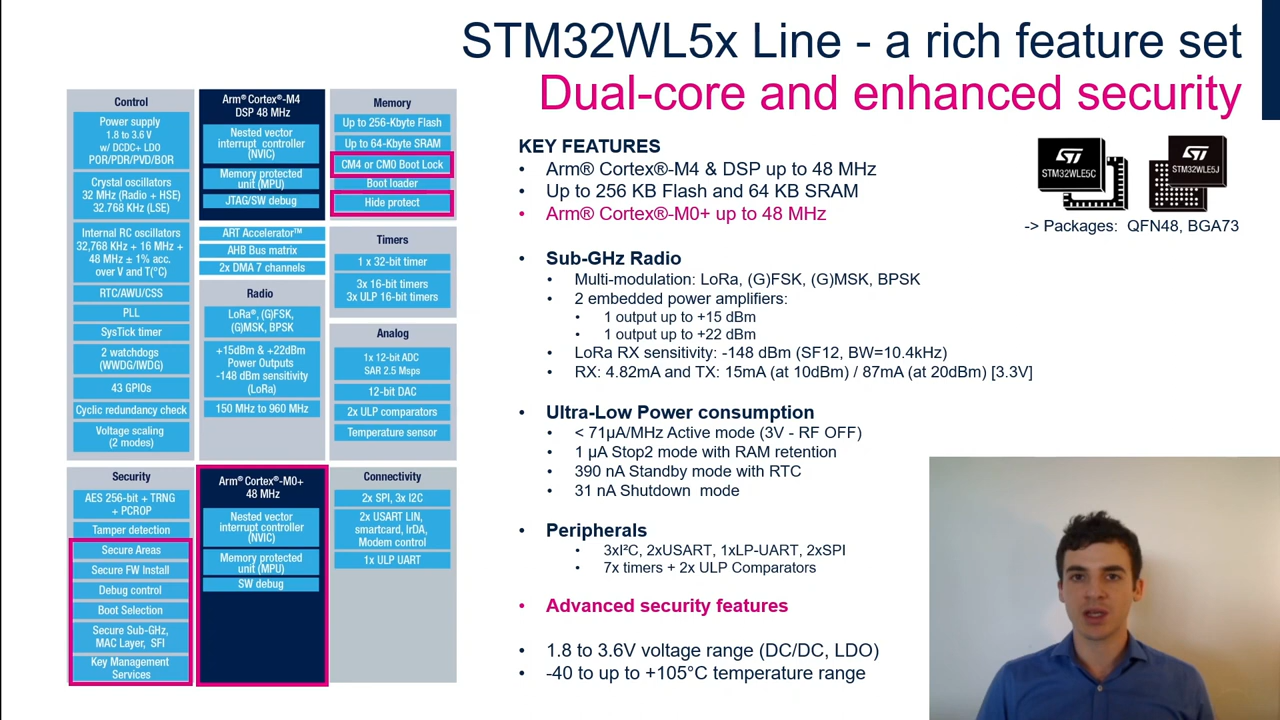 STM32WL5x Line - a rich feature set
Dual-core and enhanced security
Control
Power supply
1.8 to 3.6 V
w/ DCDC+ LDO
POR/PDR/PVD/BOR
Crystal oscillators
32 MHz (Radio + HSE)
32.768 KHz (LSE)
Internal RC oscillators
32,768 KHz + 16 MHz +
48 MHz ± 1% acc.
over V and T(°C)
RTC/AWU/CSS
PLL
SysTick timer
2 watchdogs
(WWDG/IWDG)
43 GPIOs
Cyclic redundancy check
Voltage scaling
(2 modes)
Arm® Cortex®-M4
DSP 48 MHz
Nested vector
interrupt controller
(NVIC)
Memory protected
unit (MPU)
JTAG/SW debug
ART Accelerator™
AHB Bus matrix
2x DMA 7 channels
Radio
LoRa®, (G)FSK,
(G)MSK, BPSK
+15dBm & +22dBm
Power Outputs
-148 dBm sensitivity
(LoRa)
150 MHz to 960 MHz
Memory
Up to 256-Kbyte Flash
Up to 64-Kbyte SRAM
CM4 or CM0 Boot Lock
Boot loader
Hide protect
Timers
1 x 32-bit timer
3x 16-bit timers
3x ULP 16-bit timers
Analog
1x 12-bit ADC
SAR 2.5 Msps
12-bit DAC
2x ULP comparators
Temperature sensor
Security
AES 256-bit + TRNG
+ PCROP
Tamper detection
Secure Areas
Secure FW Install
Debug control
Boot Selection
Secure Sub-GHz,
MAC Layer, SFI
Key Management
Services
Arm® Cortex®-M0+
48 MHz
Nested vector
interrupt controller
(NVIC)
Memory protected
unit (MPU)
SW debug
Connectivity
2x SPI, 3x I2C
2x USART LIN,
smartcard, IrDA,
Modem control
1x ULP UART
KEY FEATURES
• Arm® Cortex®-M4 & DSP up to 48 MHz
• Up to 256 KB Flash and 64 KB SRAM
• Arm® Cortex®-M0+ up to 48 MHz
• Sub-GHz Radio
• Multi-modulation: LoRa, (G)FSK, (G)MSK, BPSK
• 2 embedded power amplifiers:
• 1 output up to +15 dBm
• 1 output up to +22 dBm
• LoRa RX sensitivity: -148 dBm (SF12, BW=10.4kHz)
• RX: 4.82mA and TX: 15mA (at 10dBm) / 87mA (at 20dBm) [3.3V]
• Ultra-Low Power consumption
• < 71µA/MHz Active mode (3V - RF OFF)
• 1 µA Stop2 mode with RAM retention
• 390 nA Standby mode with RTC
• 31 nA Shutdown mode
• Peripherals
• 3xI²C, 2xUSART, 1xLP-UART, 2xSPI
• 7x timers + 2x ULP Comparators
• Advanced security features
• 1.8 to 3.6V voltage range (DC/DC, LDO)
• -40 to up to +105°C temperature range
ST
STM32WLE5C
ST
STM32WLE5J
-> Packages: QFN48, BGA73